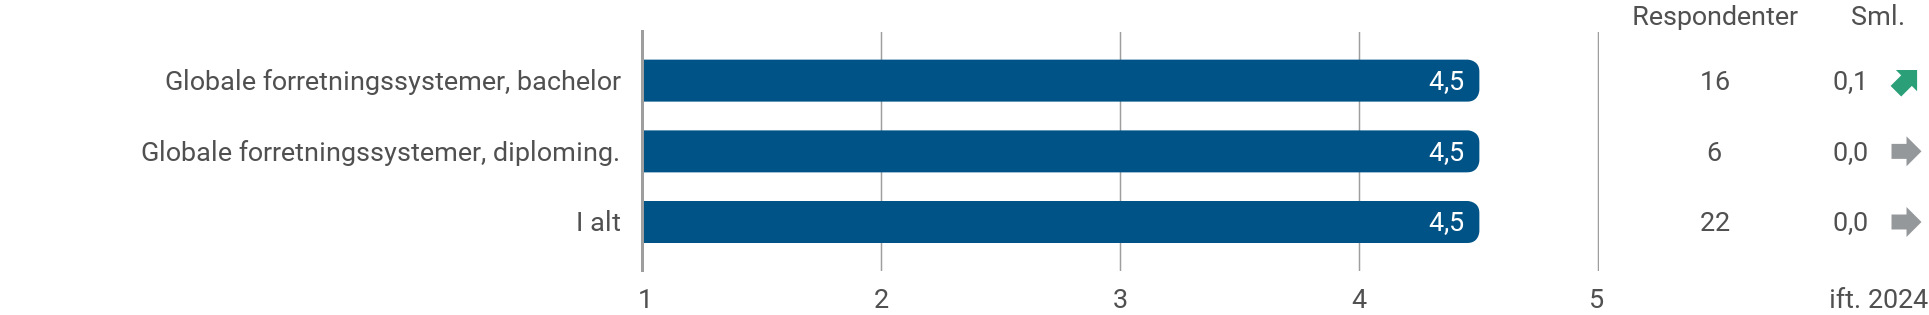 Respondenter Sml.
Globale forretningssystemer, bachelor 4,5 16 0,1
Globale forretningssystemer, diploming. 4,5 6 0,0
I alt 4,5 22 0,0
1 2 3 4 5 ift. 2024